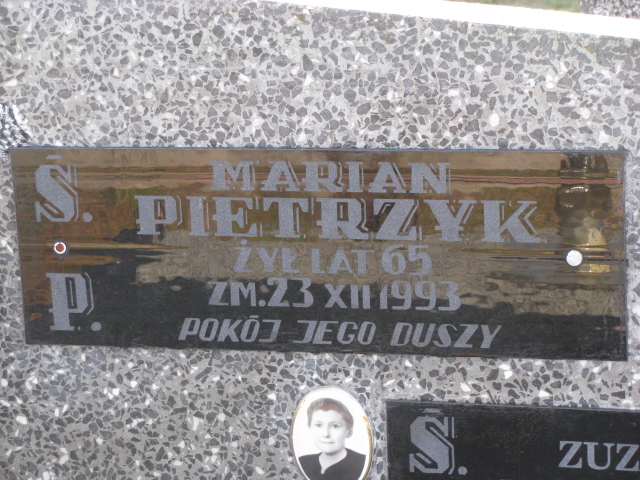 Ś.
P.
MARIAN
PIETRZYK
ŻYŁ LAT 65
ZM. 23 XII 1993
POKÓJ JEGO DUSZY
Ś.
ZUZ